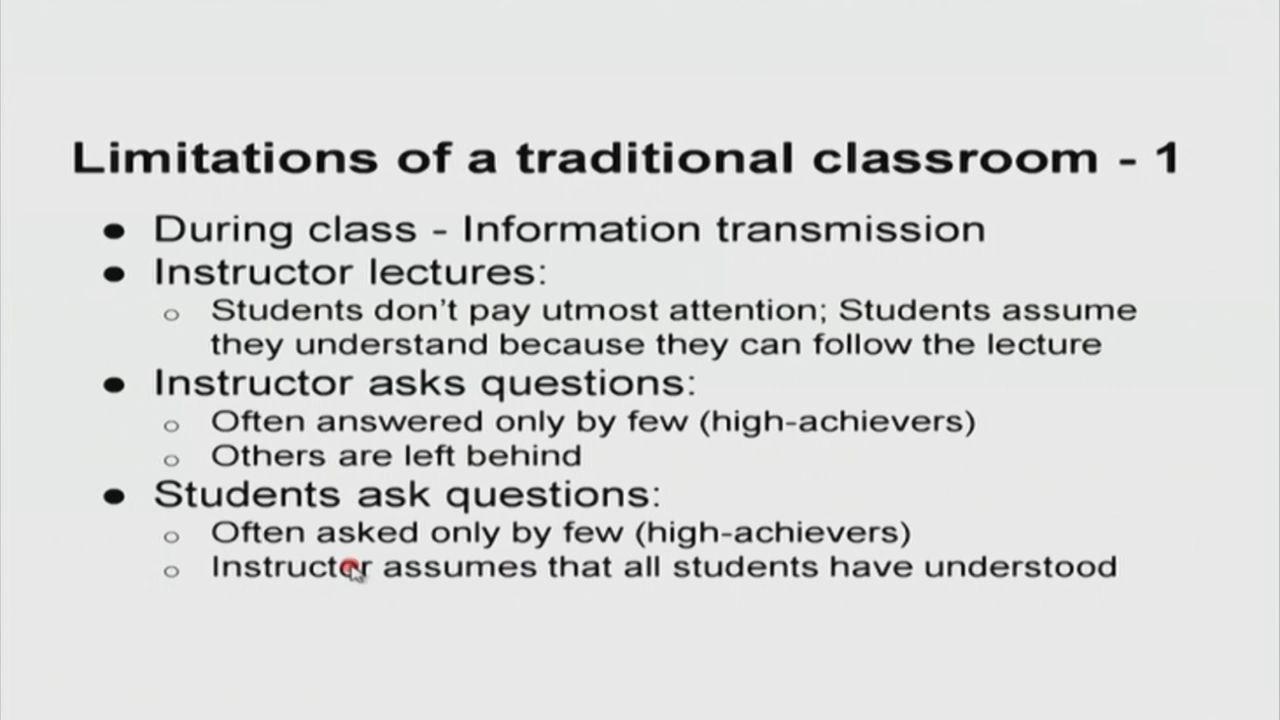 Limitations of a traditional classroom - 1
● During class - Information transmission
● Instructor lectures:
○ Students don't pay utmost attention; Students assume
they understand because they can follow the lecture
● Instructor asks questions:
○ Often answered only by few (high-achievers)
○ Others are left behind
● Students ask questions:
○ Often asked only by few (high-achievers)
○ Instructor assumes that all students have understood